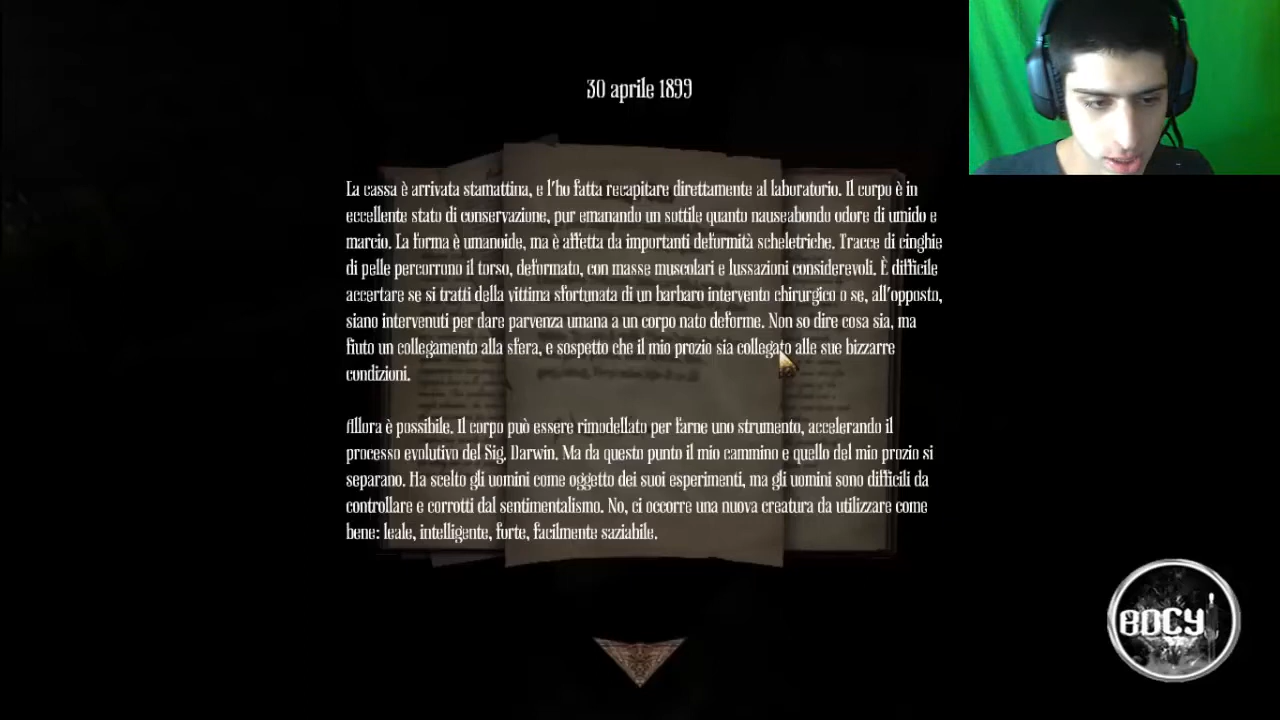 30 aprile 1899
La cassa è arrivata stamattina, e l'ho fatta recapitare direttamente al laboratorio. Il corpo è in
eccellente stato di conservazione, pur emanando un sottile quanto nauseabondo odore di umido e
marcio. La forma è umanoide, ma è affetta da importanti deformità scheletriche. Tracce di cinghie
di pelle percorrono il torso, deformato, con masse muscolari e lussazioni considerevoli. È difficile
accertare se si tratti della vittima sfortunata di un barbaro intervento chirurgico o se, all'opposto,
siano intervenuti per dare parvenza umana a un corpo nato deforme. Non so dire cosa sia, ma
fiuto un collegamento alla sfera, e sospetto che il mio prozio sia collegato alle sue bizzarre
condizioni.
Allora è possibile. Il corpo può essere rimodellato per farne uno strumento, accelerando il
processo evolutivo del Sig. Darwin. Ma da questo punto il mio cammino e quello del mio prozio si
separano. Ha scelto gli uomini come oggetto dei suoi esperimenti, ma gli uomini sono difficili da
controllare e corrotti dal sentimentalismo. No, ci occorre una nuova creatura da utilizzare come
bene: leale, intelligente, forte, facilmente saziabile.
BDCY